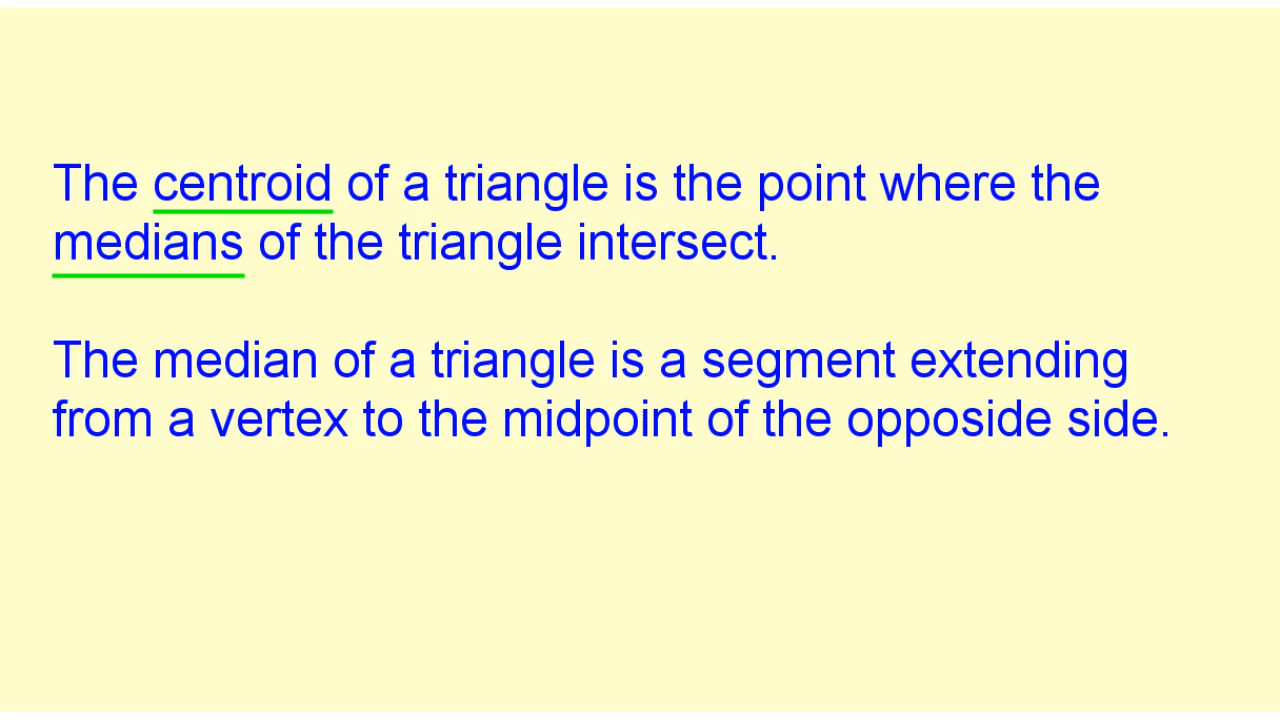 The centroid of a triangle is the point where the
medians of the triangle intersect.
The median of a triangle is a segment extending
from a vertex to the midpoint of the opposide side.